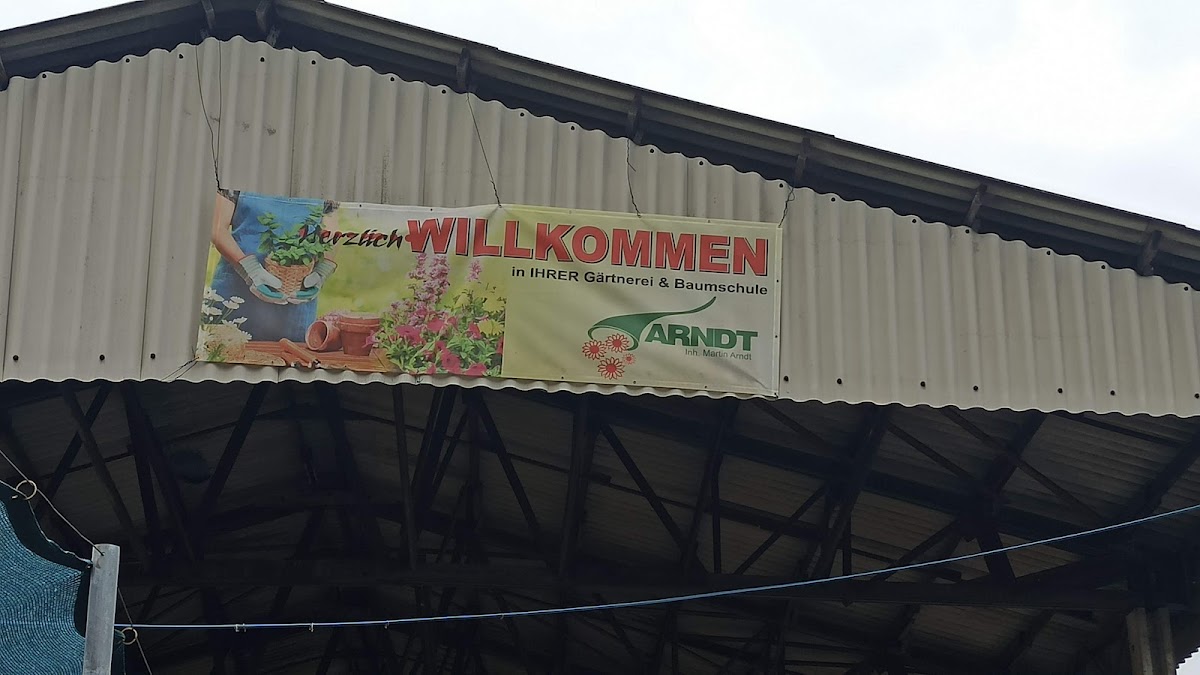 Herzlich WILLKOMMEN
in IHRER Gärtnerei & Baumschule
ARNDT
Inh. Martin Arndt